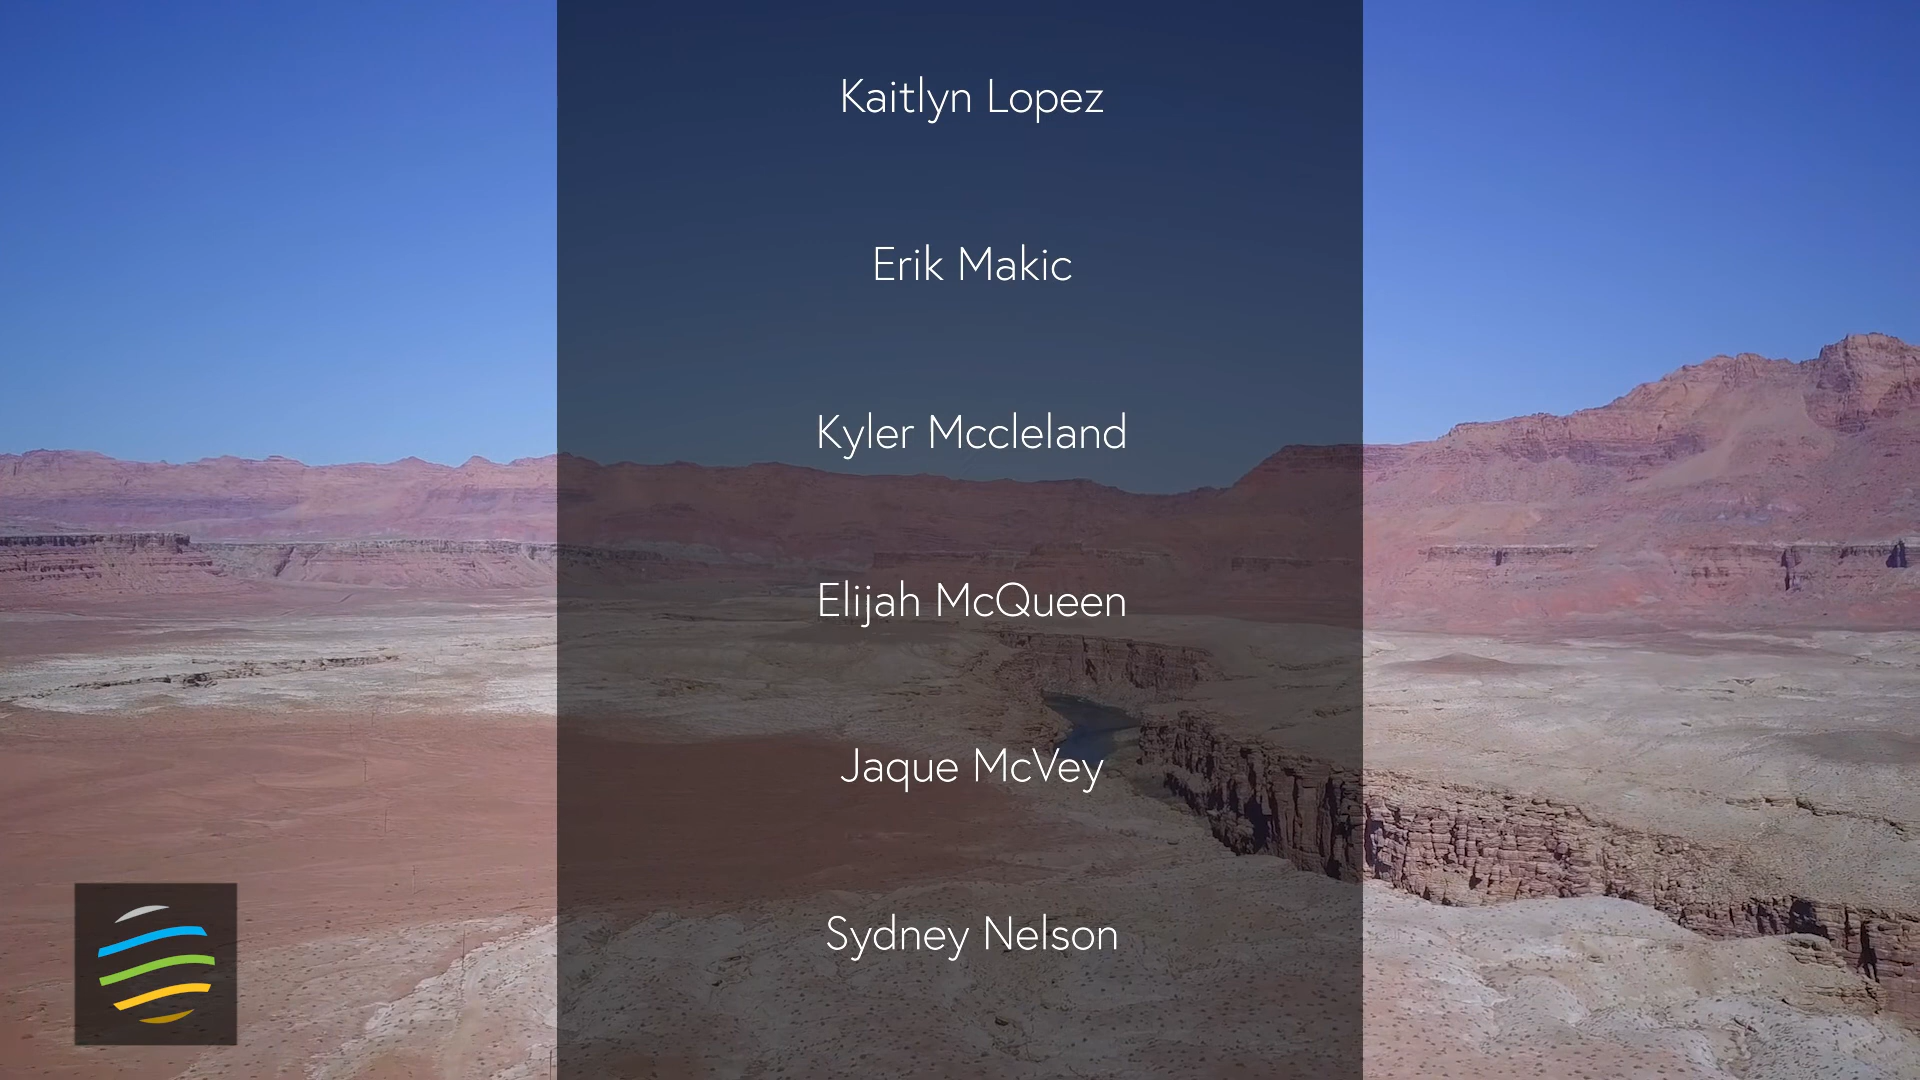 Kaitlyn Lopez
Erik Makic
Kyler Mccleland
Elijah McQueen
Jaque McVey
Sydney Nelson